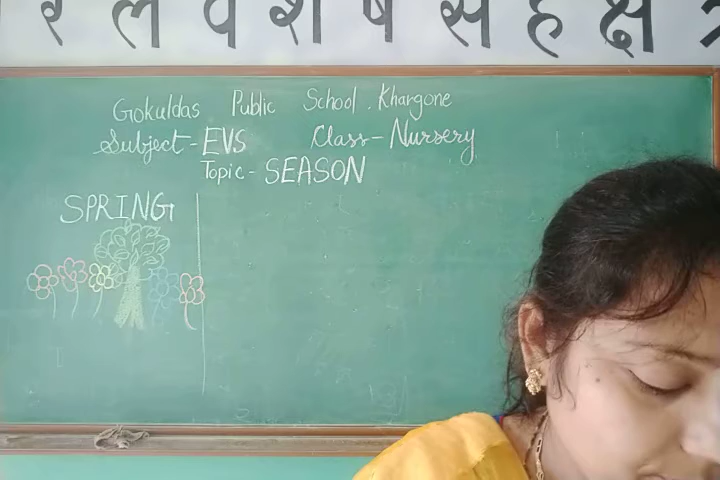 र ल व श ष स ह क्ष
Gokuldas Public School. Khargone
Subject - EVS Class - Nursery
Topic - SEASON
SPRING